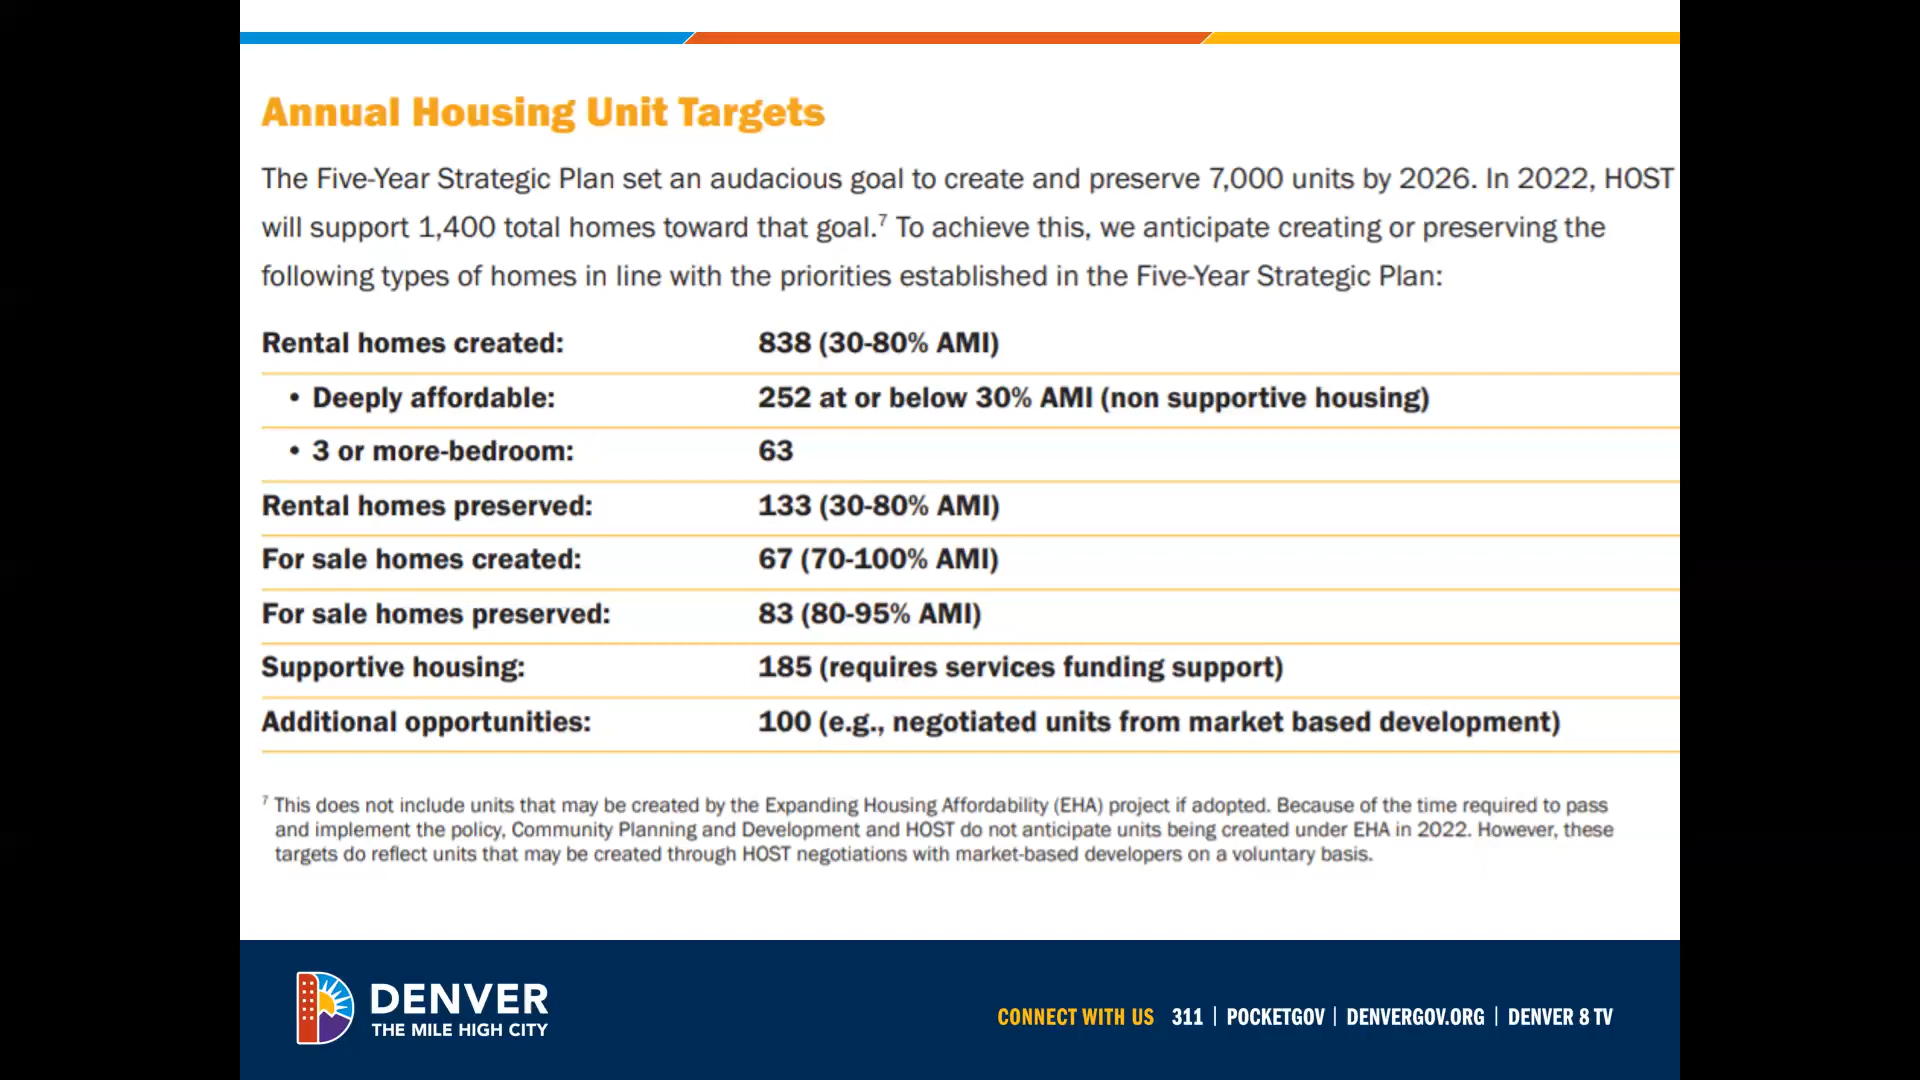 Annual Housing Unit Targets
The Five-Year Strategic Plan set an audacious goal to create and preserve 7,000 units by 2026. In 2022, HOST
will support 1,400 total homes toward that goal.⁷ To achieve this, we anticipate creating or preserving the
following types of homes in line with the priorities established in the Five-Year Strategic Plan:
Rental homes created: 838 (30-80% AMI)
• Deeply affordable: 252 at or below 30% AMI (non supportive housing)
• 3 or more-bedroom: 63
Rental homes preserved: 133 (30-80% AMI)
For sale homes created: 67 (70-100% AMI)
For sale homes preserved: 83 (80-95% AMI)
Supportive housing: 185 (requires services funding support)
Additional opportunities: 100 (e.g., negotiated units from market based development)
⁷ This does not include units that may be created by the Expanding Housing Affordability (EHA) project if adopted. Because of the time required to pass
and implement the policy, Community Planning and Development and HOST do not anticipate units being created under EHA in 2022. However, these
targets do reflect units that may be created through HOST negotiations with market-based developers on a voluntary basis.
DENVER
THE MILE HIGH CITY
CONNECT WITH US 311 | POCKETGOV | DENVERGOV.ORG | DENVER 8 TV